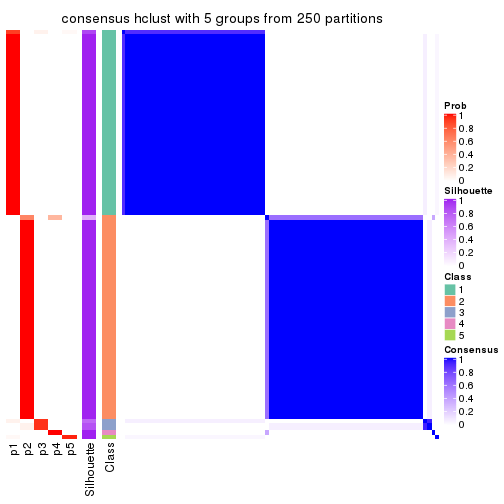 consensus hclust with 5 groups from 250 partitions
Prob
1
0.8
0.6
0.4
0.2
0
Silhouette
1
0.8
0.6
0.4
0.2
0
Class
1
2
3
4
5
Consensus
1
0.8
0.6
0.4
0.2
0
p1
p2
p3
p4
p5
Silhouette
Class